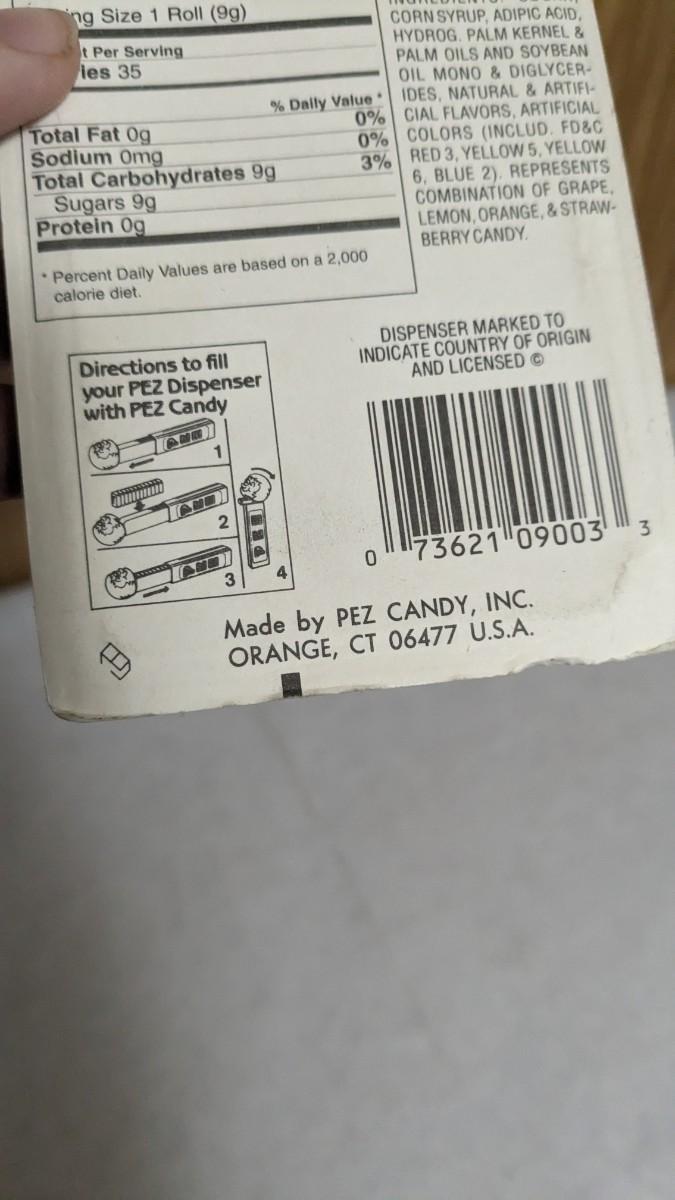 Size 1 Roll (9g)
Per Serving
35
% Daily Value *
Total Fat 0g 0%
Sodium 0mg 0%
Total Carbohydrates 9g 3%
Sugars 9g
Protein 0g
* Percent Daily Values are based on a 2,000
calorie diet.
CORN SYRUP, ADIPIC ACID,
HYDROG. PALM KERNEL &
PALM OILS AND SOYBEAN
OIL MONO & DIGLYCER-
IDES, NATURAL & ARTIFI-
CIAL FLAVORS, ARTIFICIAL
COLORS (INCLUD. FD&C
RED 3, YELLOW 5, YELLOW
6, BLUE 2). REPRESENTS
COMBINATION OF GRAPE,
LEMON, ORANGE, & STRAW-
BERRY CANDY.
DISPENSER MARKED TO
INDICATE COUNTRY OF ORIGIN
AND LICENSED ©
Directions to fill
your PEZ Dispenser
with PEZ Candy
1
2
3
4
0 73621 09003 3
Made by PEZ CANDY, INC.
ORANGE, CT 06477 U.S.A.